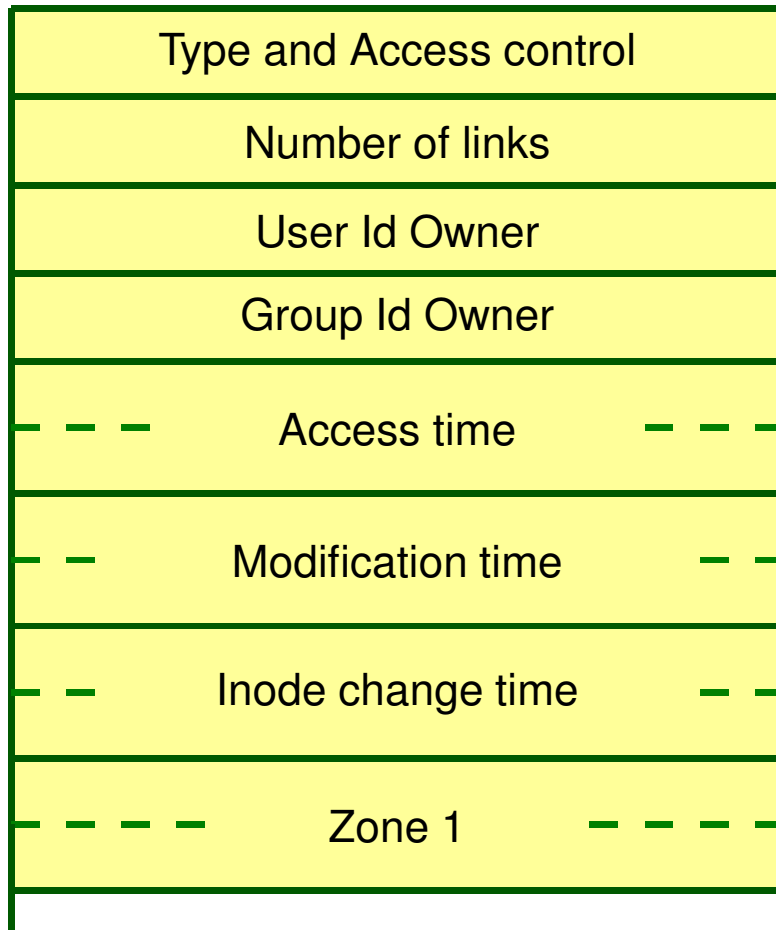 Type and Access control
Number of links
User Id Owner
Group Id Owner
Access time
Modification time
Inode change time
Zone 1